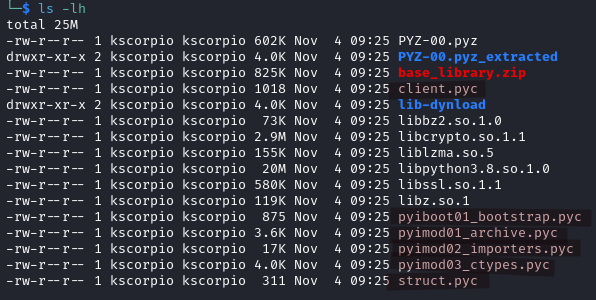 └─$ ls -lh
total 25M
-rw-r--r-- 1 kscorpio kscorpio 602K Nov  4 09:25 PYZ-00.pyz
drwxr-xr-x 2 kscorpio kscorpio 4.0K Nov  4 09:25 PYZ-00.pyz_extracted
-rw-r--r-- 1 kscorpio kscorpio 825K Nov  4 09:25 base_library.zip
-rw-r--r-- 1 kscorpio kscorpio 1018 Nov  4 09:25 client.pyc
drwxr-xr-x 2 kscorpio kscorpio 4.0K Nov  4 09:25 lib-dynload
-rw-r--r-- 1 kscorpio kscorpio  73K Nov  4 09:25 libbz2.so.1.0
-rw-r--r-- 1 kscorpio kscorpio 2.9M Nov  4 09:25 libcrypto.so.1.1
-rw-r--r-- 1 kscorpio kscorpio 155K Nov  4 09:25 liblzma.so.5
-rw-r--r-- 1 kscorpio kscorpio  20M Nov  4 09:25 libpython3.8.so.1.0
-rw-r--r-- 1 kscorpio kscorpio 580K Nov  4 09:25 libssl.so.1.1
-rw-r--r-- 1 kscorpio kscorpio 119K Nov  4 09:25 libz.so.1
-rw-r--r-- 1 kscorpio kscorpio  875 Nov  4 09:25 pyiboot01_bootstrap.pyc
-rw-r--r-- 1 kscorpio kscorpio 3.6K Nov  4 09:25 pyimod01_archive.pyc
-rw-r--r-- 1 kscorpio kscorpio  17K Nov  4 09:25 pyimod02_importers.pyc
-rw-r--r-- 1 kscorpio kscorpio 4.0K Nov  4 09:25 pyimod03_ctypes.pyc
-rw-r--r-- 1 kscorpio kscorpio  311 Nov  4 09:25 struct.pyc